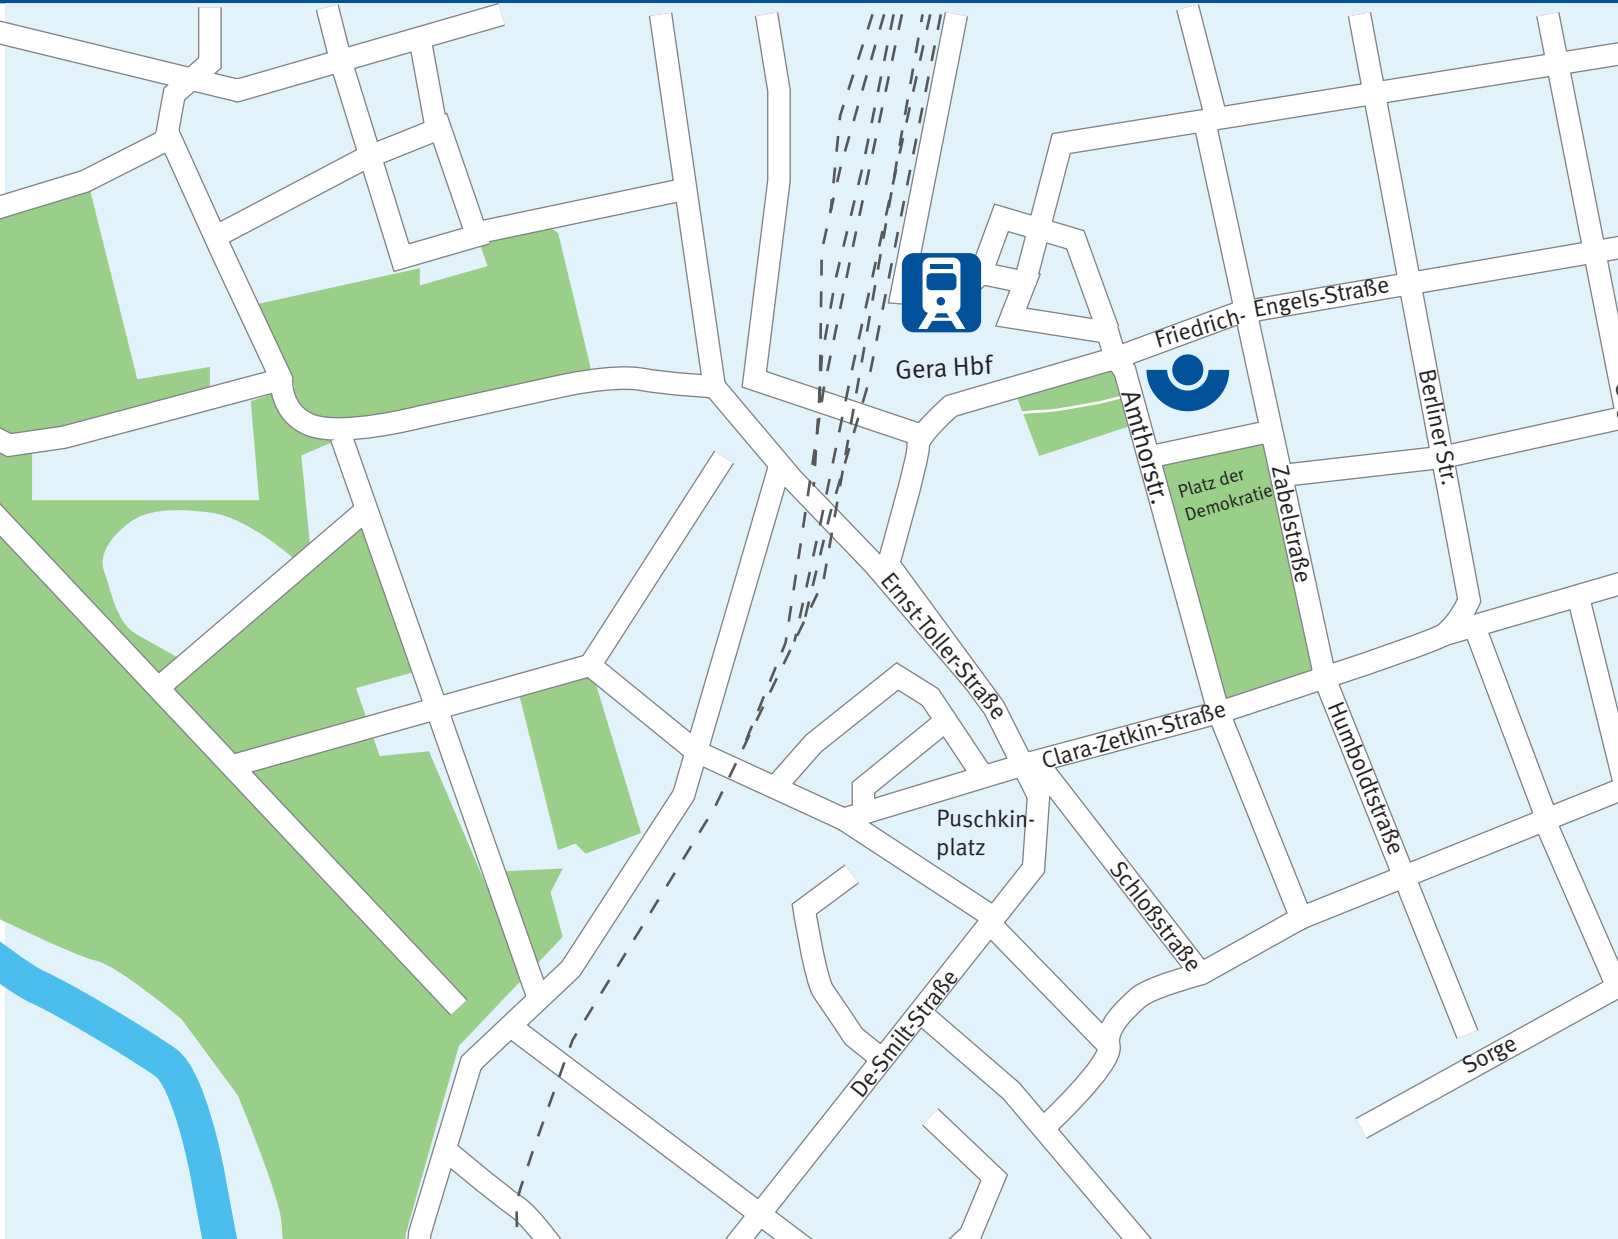 Friedrich- Engels-Straße
Gera Hbf
Amthorstr.
Berliner Str.
Platz der
Demokratie
Zabelstraße
Ernst-Toller-Straße
Clara-Zetkin-Straße
Humboldtstraße
Puschkin-
platz
Schloßstraße
De-Smilt-Straße
Sorge